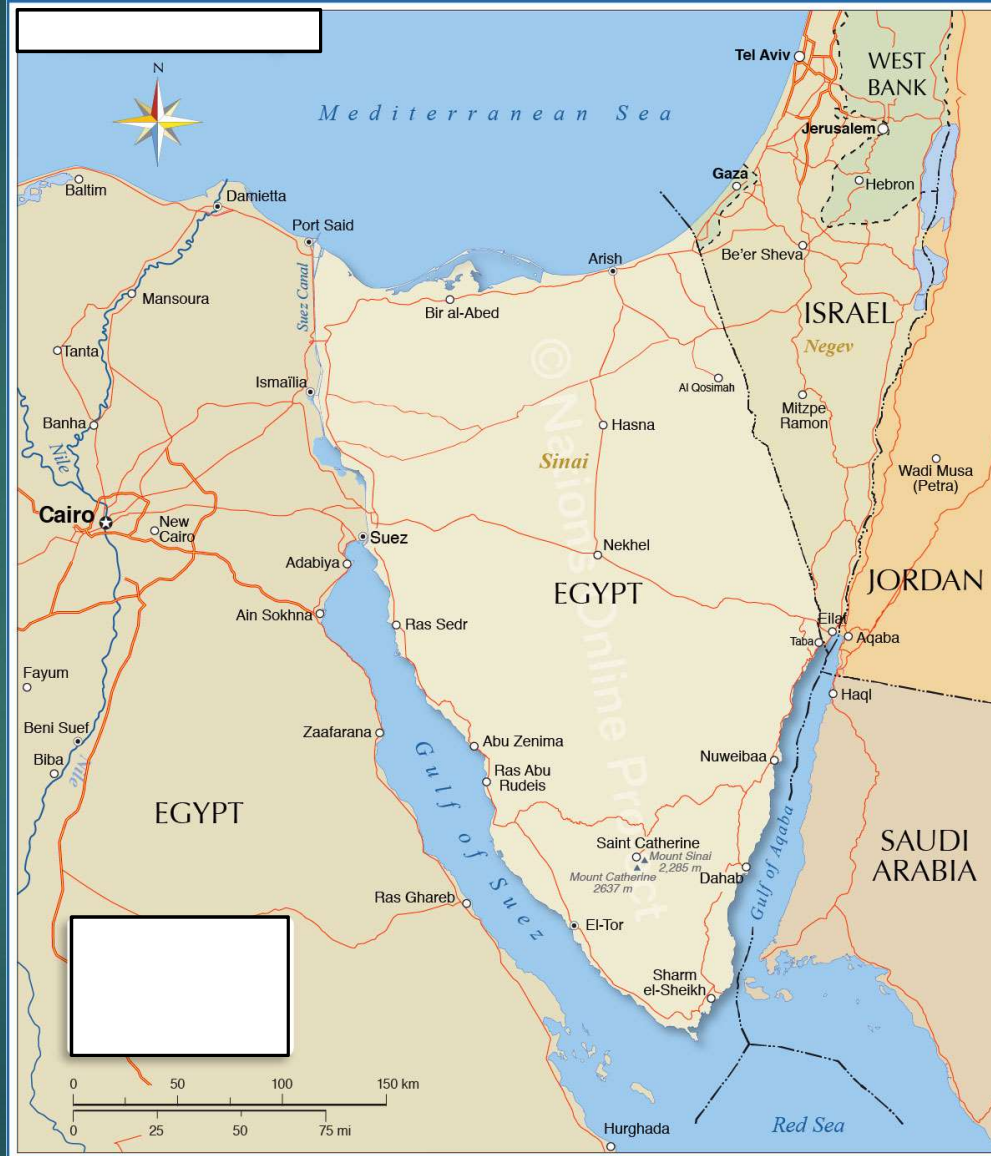 N
Mediterranean Sea
Tel Aviv
WEST
BANK
Jerusalem
Gaza
Hebron
Baltim
Damietta
Port Said
Be'er Sheva
Arish
Suez Canal
Mansoura
Bir al-Abed
ISRAEL
Negev
Tanta
Ismaïlia
Al Qosimah
Mitzpe
Ramon
Banha
Hasna
Nile
Sinai
Wadi Musa
(Petra)
Cairo
New
Cairo
Suez
Nekhel
Adabiya
EGYPT
JORDAN
Ain Sokhna
Ras Sedr
Eilat
Taba
Aqaba
Fayum
Haql
Beni Suef
Zaafarana
Abu Zenima
Nuweibaa
Biba
Nile
Ras Abu
Rudeis
Gulf of Suez
EGYPT
Saint Catherine
Mount Sinai
2,285 m
Mount Catherine
2637 m
Dahab
Gulf of Aqaba
SAUDI
ARABIA
Ras Ghareb
El-Tor
Sharm
el-Sheikh
0 50 100 150 km
0 25 50 75 mi
Hurghada
Red Sea
© Nations Online Project